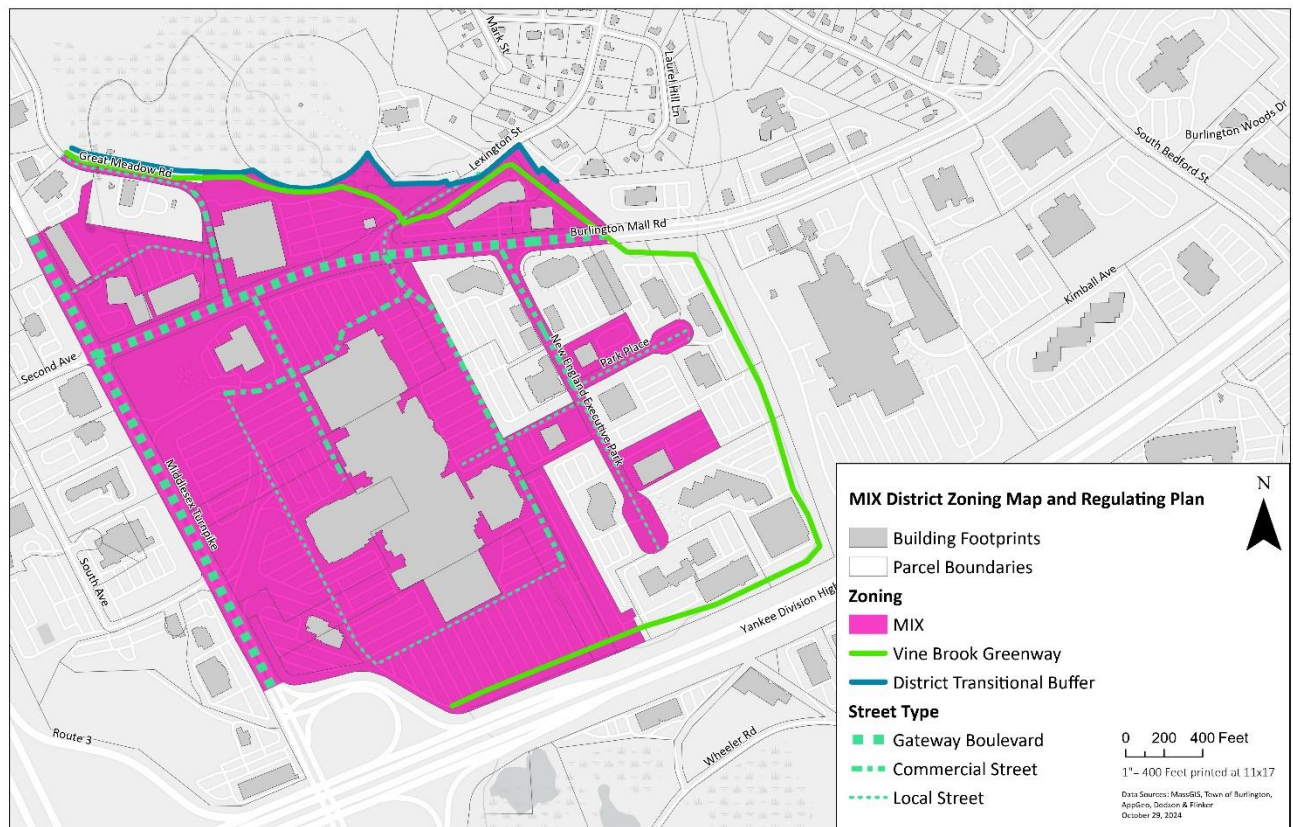 Mark St
Laurel Hill Ln
Lexington St
Great Meadow Rd
Burlington Woods Dr
South Bedford St
Burlington Mall Rd
Kimball Ave
Second Ave
New England Executive Park
Park Place
Middlesex Turnpike
South Ave
Yankee Division High
Route 3
Wheeler Rd
MIX District Zoning Map and Regulating Plan
N
Building Footprints
Parcel Boundaries
Zoning
MIX
Vine Brook Greenway
District Transitional Buffer
Street Type
Gateway Boulevard
Commercial Street
Local Street
0 200 400 Feet
1"= 400 Feet printed at 11x17
Data Sources: MassGIS, Town of Burlington,
AppGeo, Dodson & Flinker
October 29, 2024